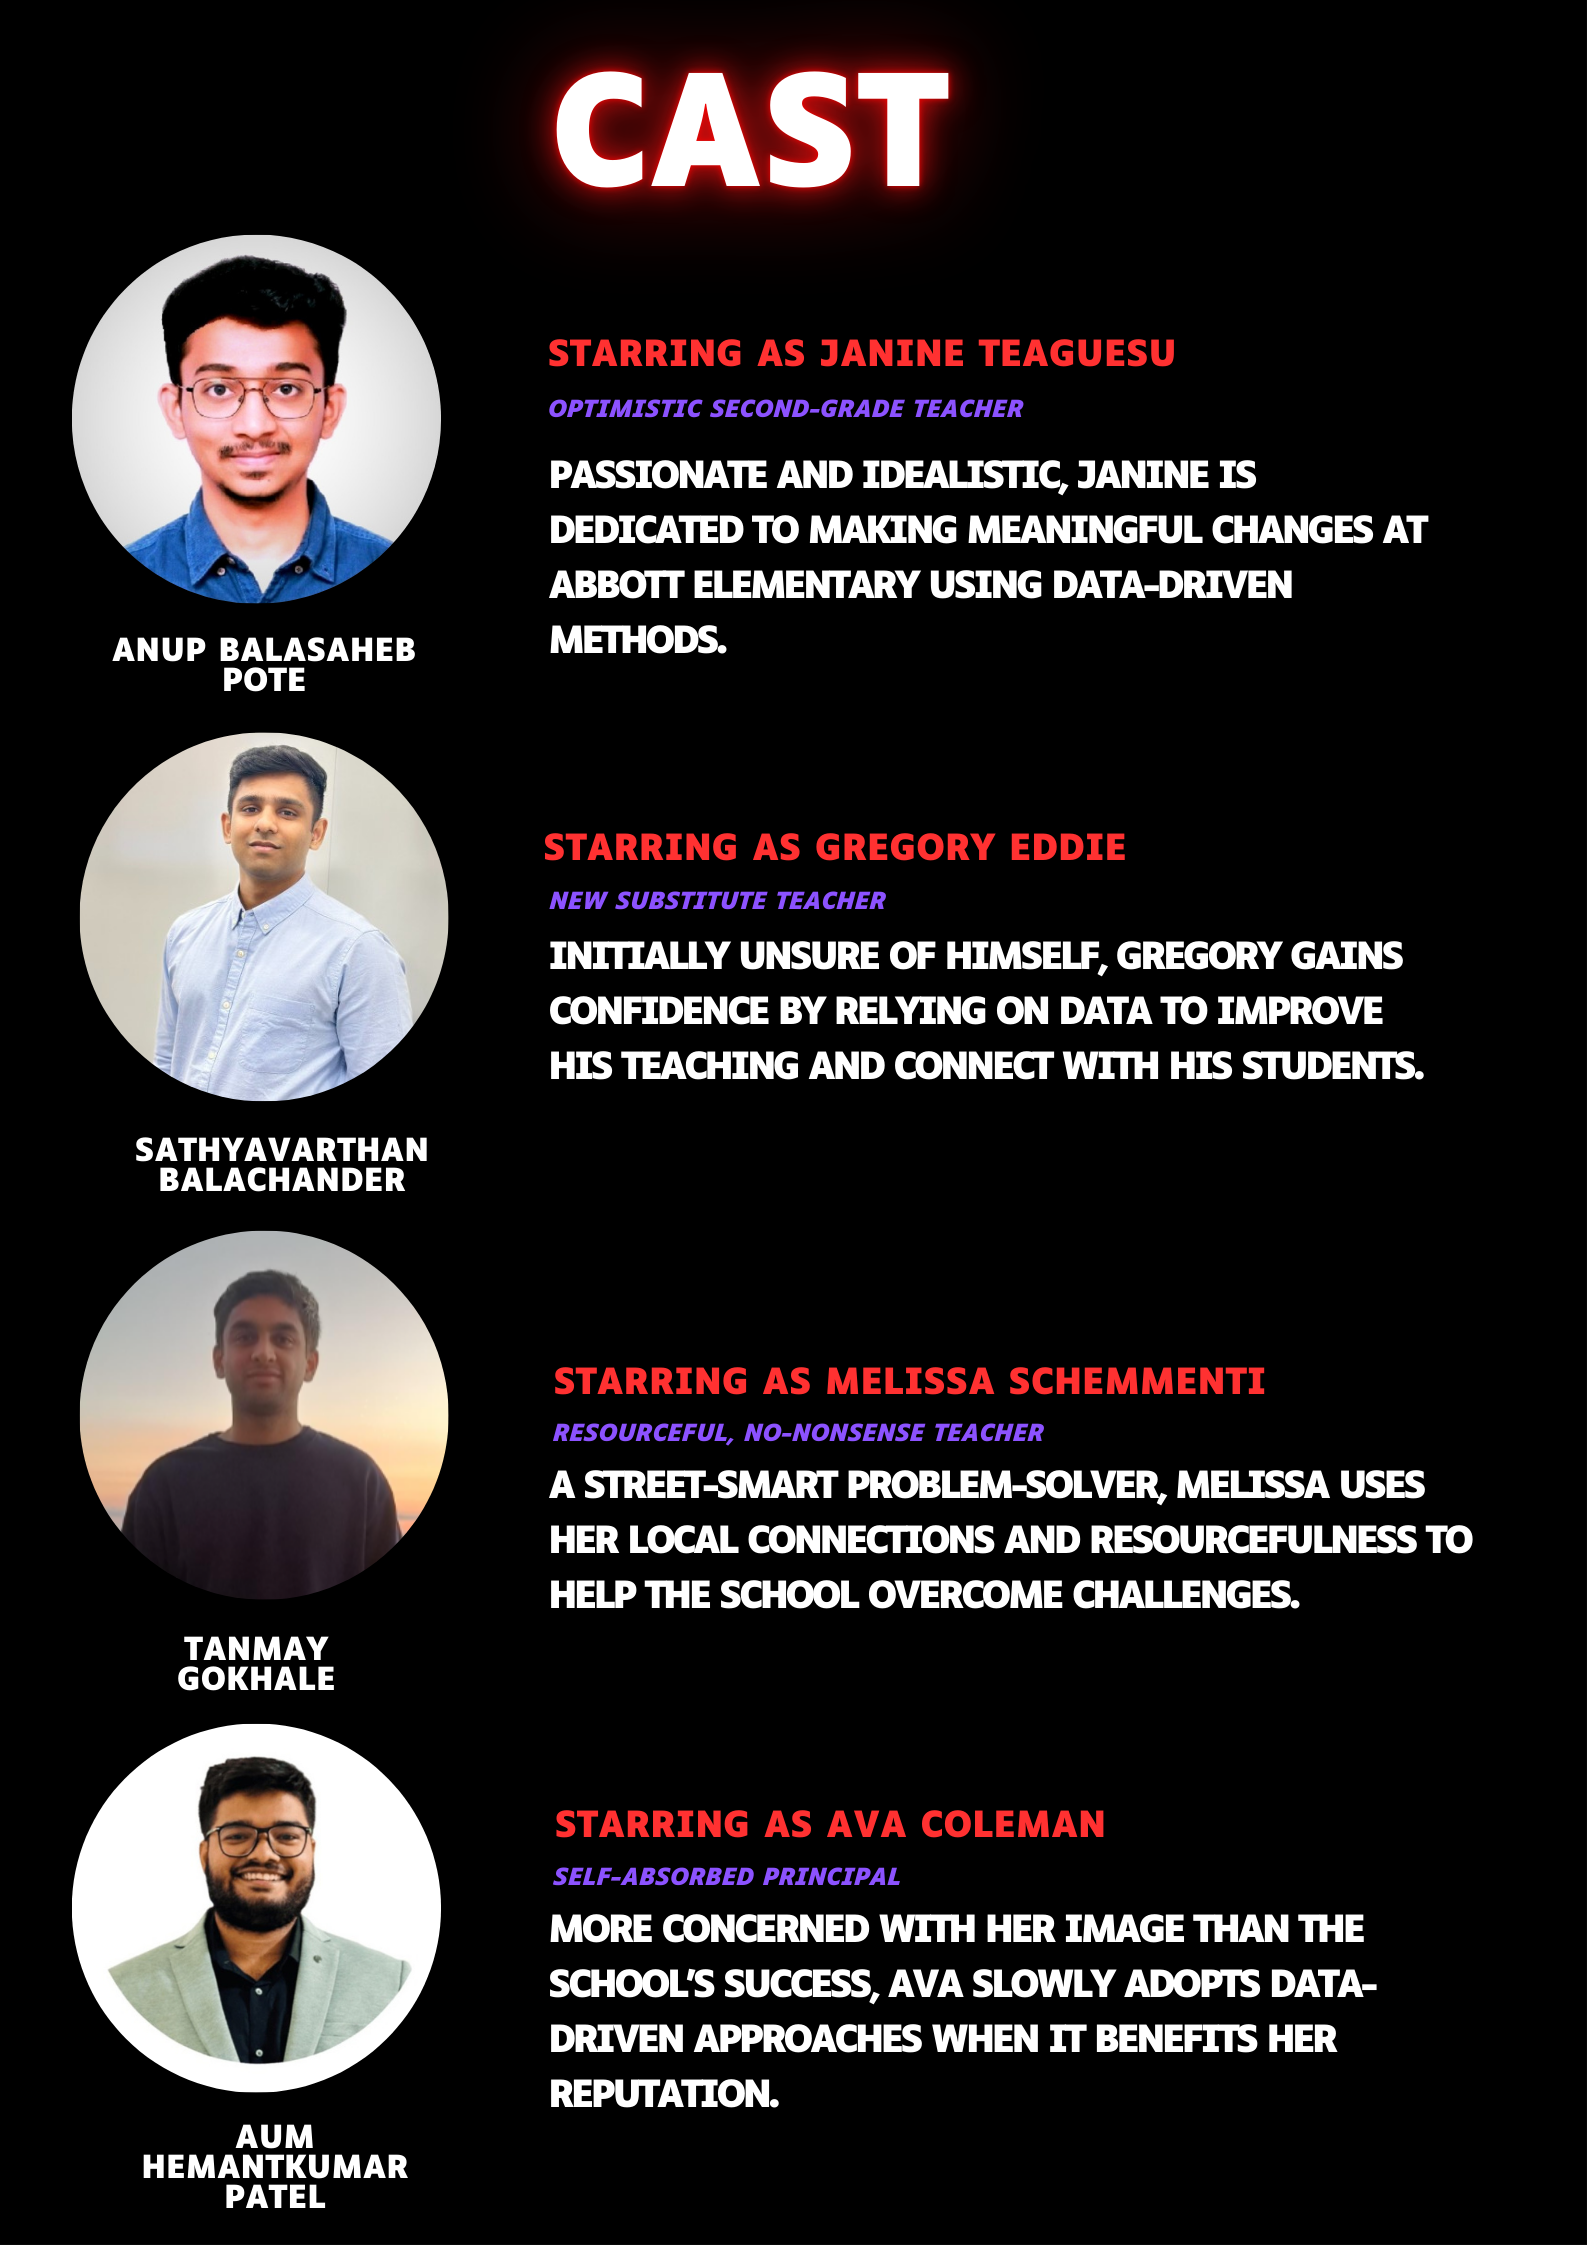 CAST
STARRING AS JANINE TEAGUESU
OPTIMISTIC SECOND-GRADE TEACHER
PASSIONATE AND IDEALISTIC, JANINE IS
DEDICATED TO MAKING MEANINGFUL CHANGES AT
ABBOTT ELEMENTARY USING DATA-DRIVEN
METHODS.
ANUP BALASAHEB
POTE
STARRING AS GREGORY EDDIE
NEW SUBSTITUTE TEACHER
INITIALLY UNSURE OF HIMSELF, GREGORY GAINS
CONFIDENCE BY RELYING ON DATA TO IMPROVE
HIS TEACHING AND CONNECT WITH HIS STUDENTS.
SATHYAVARTHAN
BALACHANDER
STARRING AS MELISSA SCHEMMENTI
RESOURCEFUL, NO-NONSENSE TEACHER
A STREET-SMART PROBLEM-SOLVER, MELISSA USES
HER LOCAL CONNECTIONS AND RESOURCEFULNESS TO
HELP THE SCHOOL OVERCOME CHALLENGES.
TANMAY
GOKHALE
STARRING AS AVA COLEMAN
SELF-ABSORBED PRINCIPAL
MORE CONCERNED WITH HER IMAGE THAN THE
SCHOOL'S SUCCESS, AVA SLOWLY ADOPTS DATA-
DRIVEN APPROACHES WHEN IT BENEFITS HER
REPUTATION.
AUM
HEMANTKUMAR
PATEL